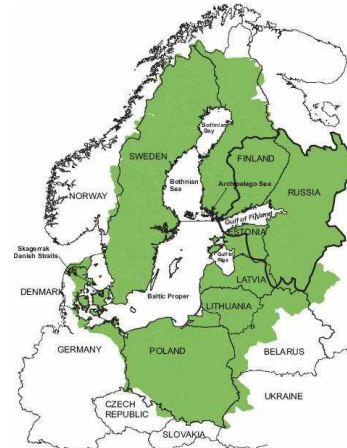 Bothnian
Bay
SWEDEN
FINLAND
Bothnian
Sea
Archipelago Sea
RUSSIA
NORWAY
Gulf of Finland
ESTONIA
Skagerrak
Danish Straits
Gulf of
Riga
LATVIA
DENMARK
Baltic Proper
LITHUANIA
GERMANY
POLAND
BELARUS
CZECH
REPUBLIC
UKRAINE
SLOVAKIA